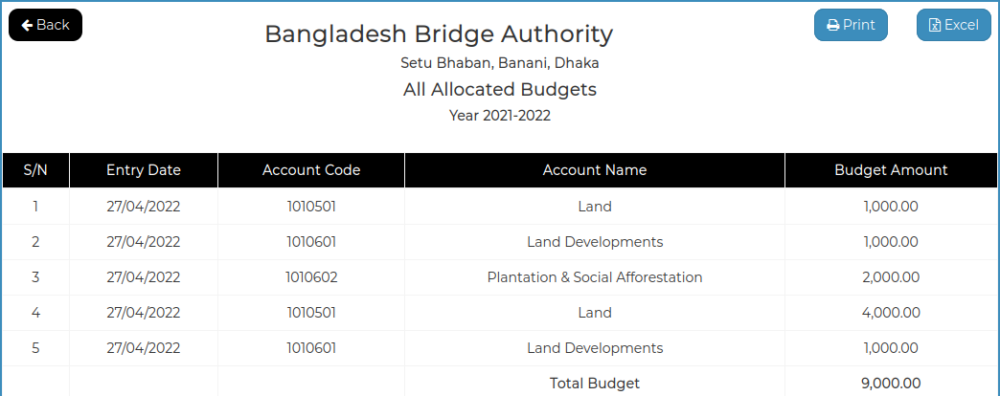 Back
Bangladesh Bridge Authority
Print
Excel
Setu Bhaban, Banani, Dhaka
All Allocated Budgets
Year 2021-2022
S/N Entry Date Account Code Account Name Budget Amount
1 27/04/2022 1010501 Land 1,000.00
2 27/04/2022 1010601 Land Developments 1,000.00
3 27/04/2022 1010602 Plantation & Social Afforestation 2,000.00
4 27/04/2022 1010501 Land 4,000.00
5 27/04/2022 1010601 Land Developments 1,000.00
Total Budget 9,000.00